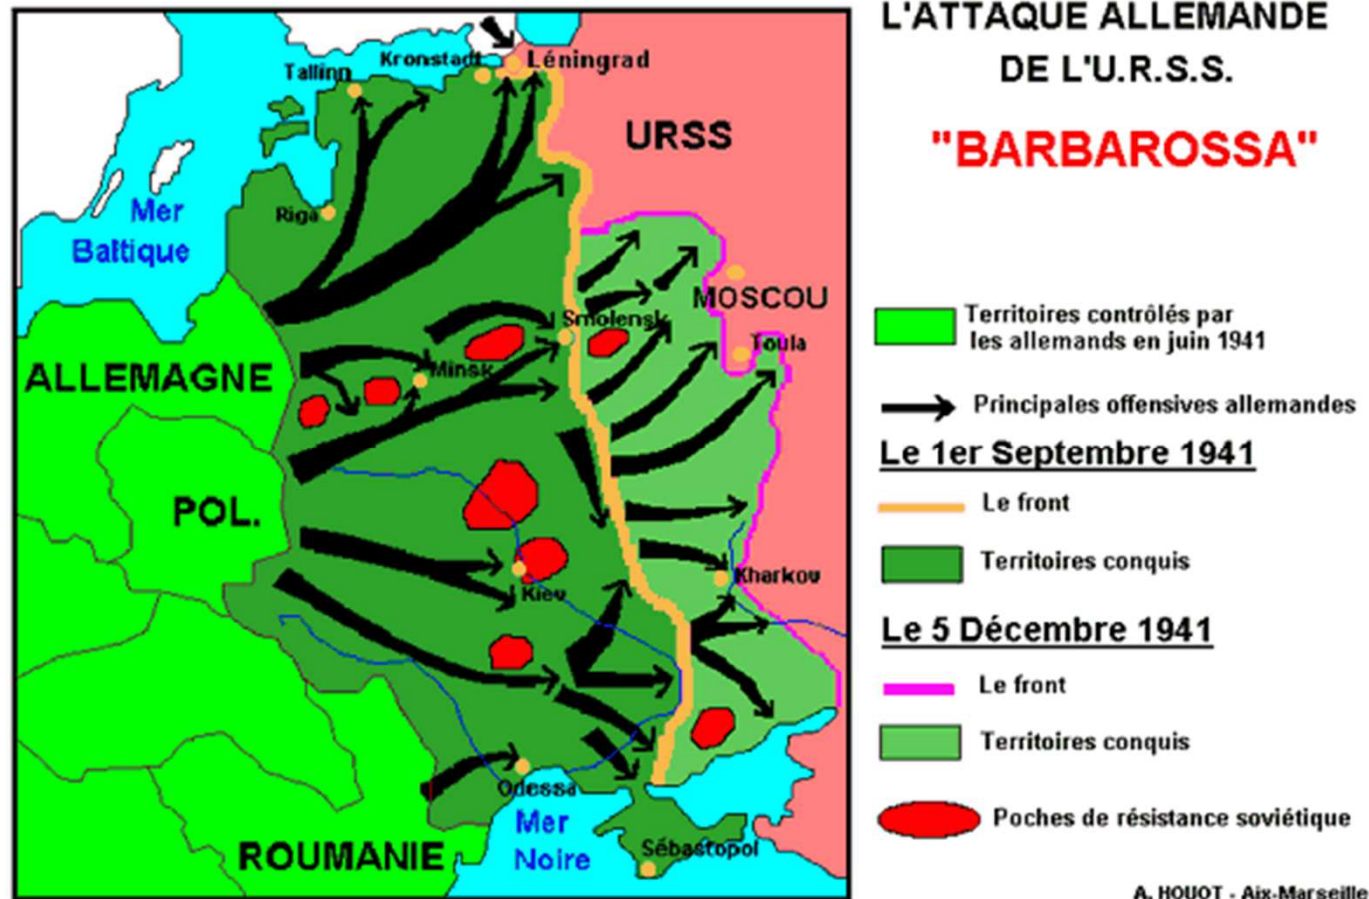 L'ATTAQUE ALLEMANDE
DE L'U.R.S.S.
"BARBAROSSA"
Kronstadt
Léningrad
Tallinn
URSS
Riga
Mer
Baltique
MOSCOU
Smolensk
Toula
ALLEMAGNE
Minsk
POL.
Kiev
Kharkov
Odessa
Mer
Noire
ROUMANIE
Sébastopol
Territoires contrôlés par
les allemands en juin 1941
Principales offensives allemandes
Le 1er Septembre 1941
Le front
Territoires conquis
Le 5 Décembre 1941
Le front
Territoires conquis
Poches de résistance soviétique
A. HOUOT - Aix-Marseille